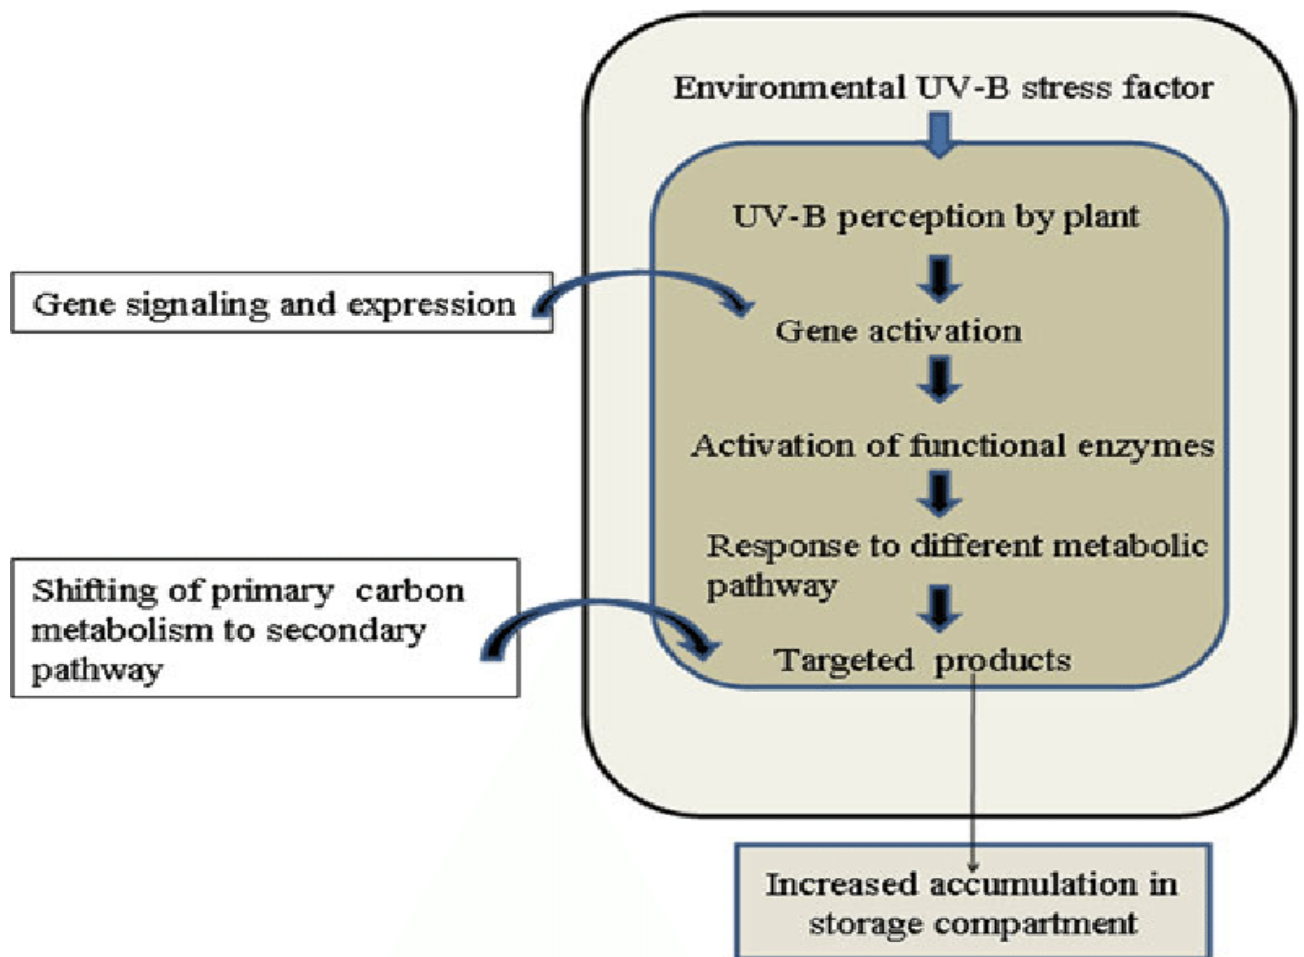 Environmental UV-B stress factor
UV-B perception by plant
Gene signaling and expression
Gene activation
Activation of functional enzymes
Response to different metabolic
pathway
Shifting of primary carbon
metabolism to secondary
pathway
Targeted products
Increased accumulation in
storage compartment